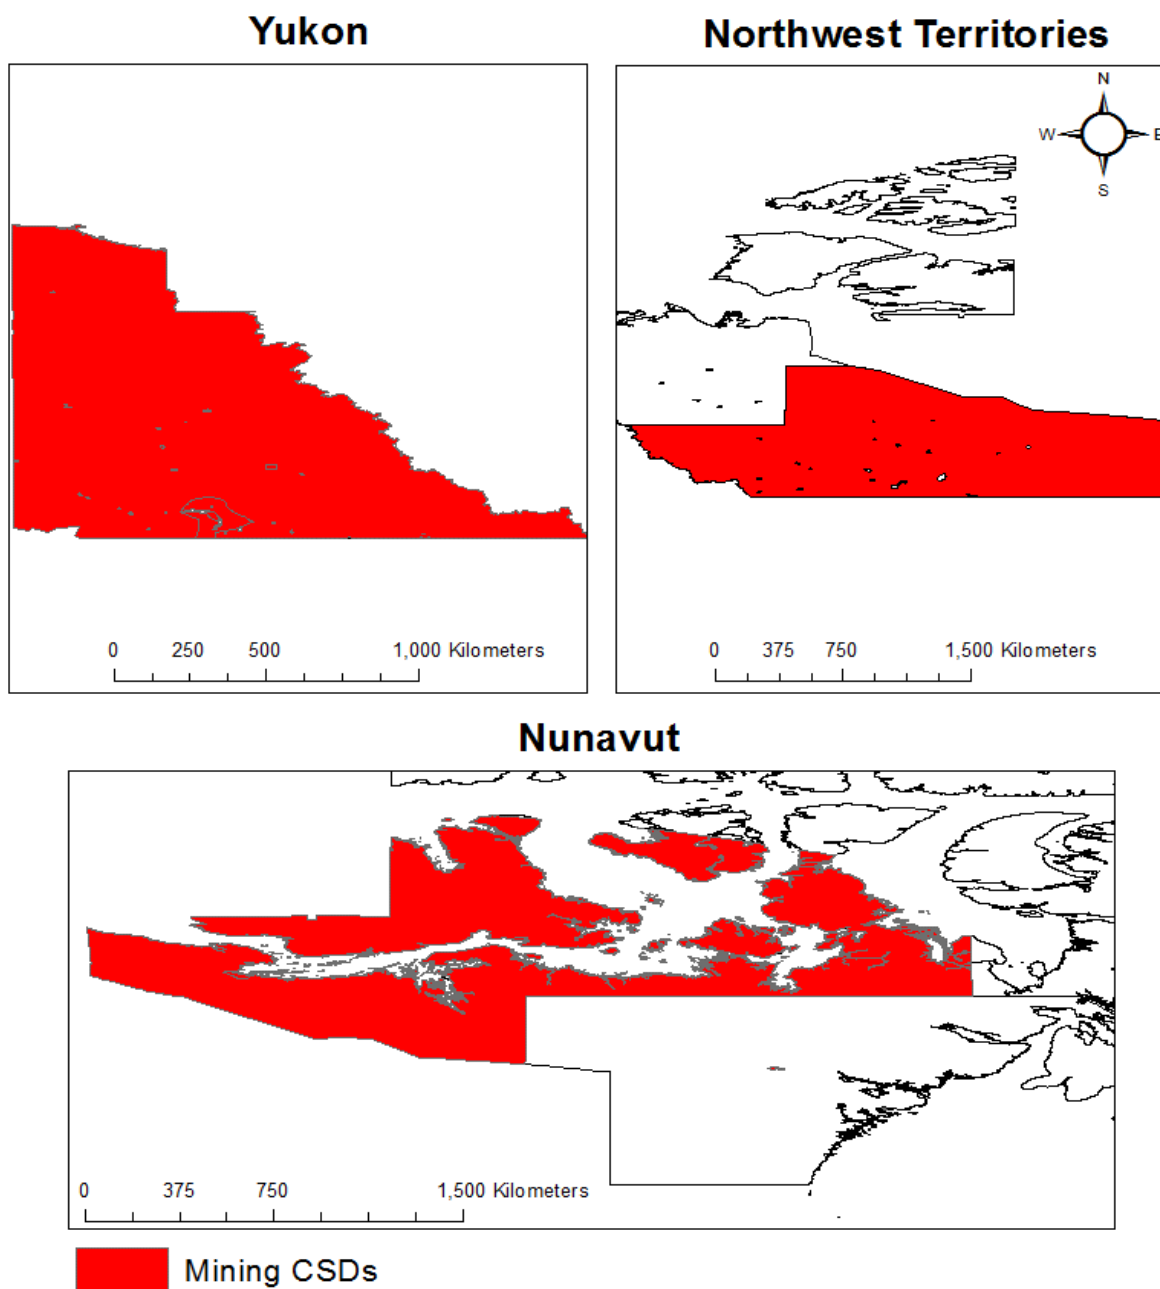 Yukon
Northwest Territories
N
W E
S
0 250 500 1,000 Kilometers
0 375 750 1,500 Kilometers
Nunavut
0 375 750 1,500 Kilometers
Mining CSDs